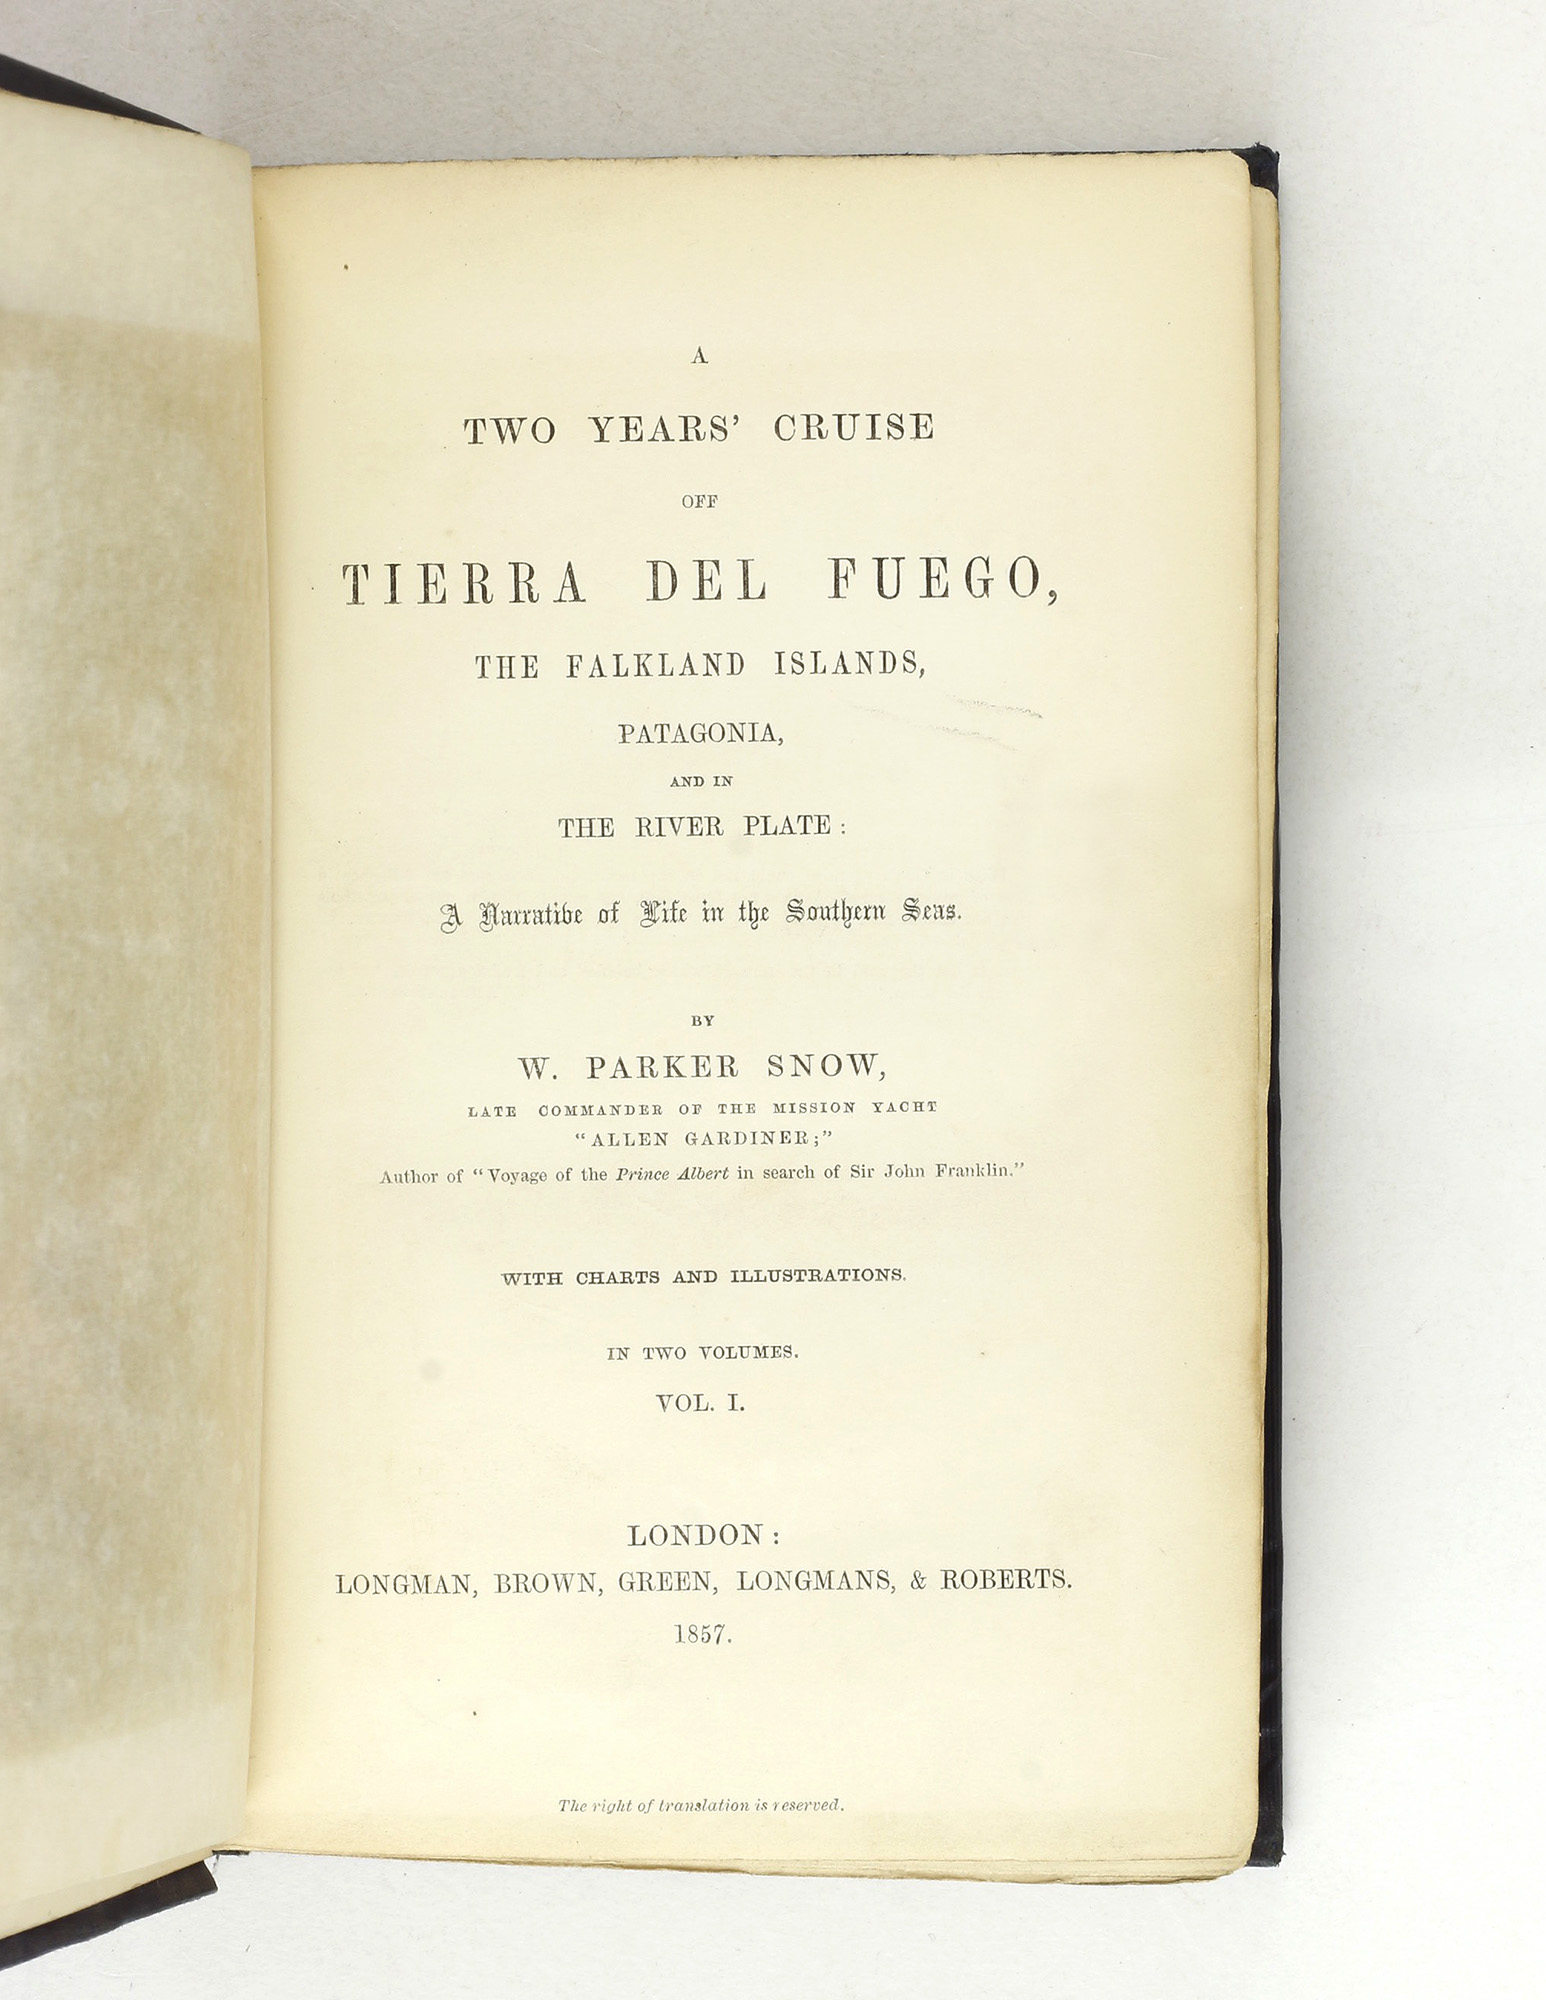 A
TWO YEARS' CRUISE
OFF
TIERRA DEL FUEGO,
THE FALKLAND ISLANDS,
PATAGONIA,
AND IN
THE RIVER PLATE:
A Narrative of Life in the Southern Seas.
BY
W. PARKER SNOW,
LATE COMMANDER OF THE MISSION YACHT
"ALLEN GARDINER;"
Author of "Voyage of the Prince Albert in search of Sir John Franklin."
WITH CHARTS AND ILLUSTRATIONS.
IN TWO VOLUMES.
VOL. I.
LONDON:
LONGMAN, BROWN, GREEN, LONGMANS, & ROBERTS.
1857.
The right of translation is reserved.